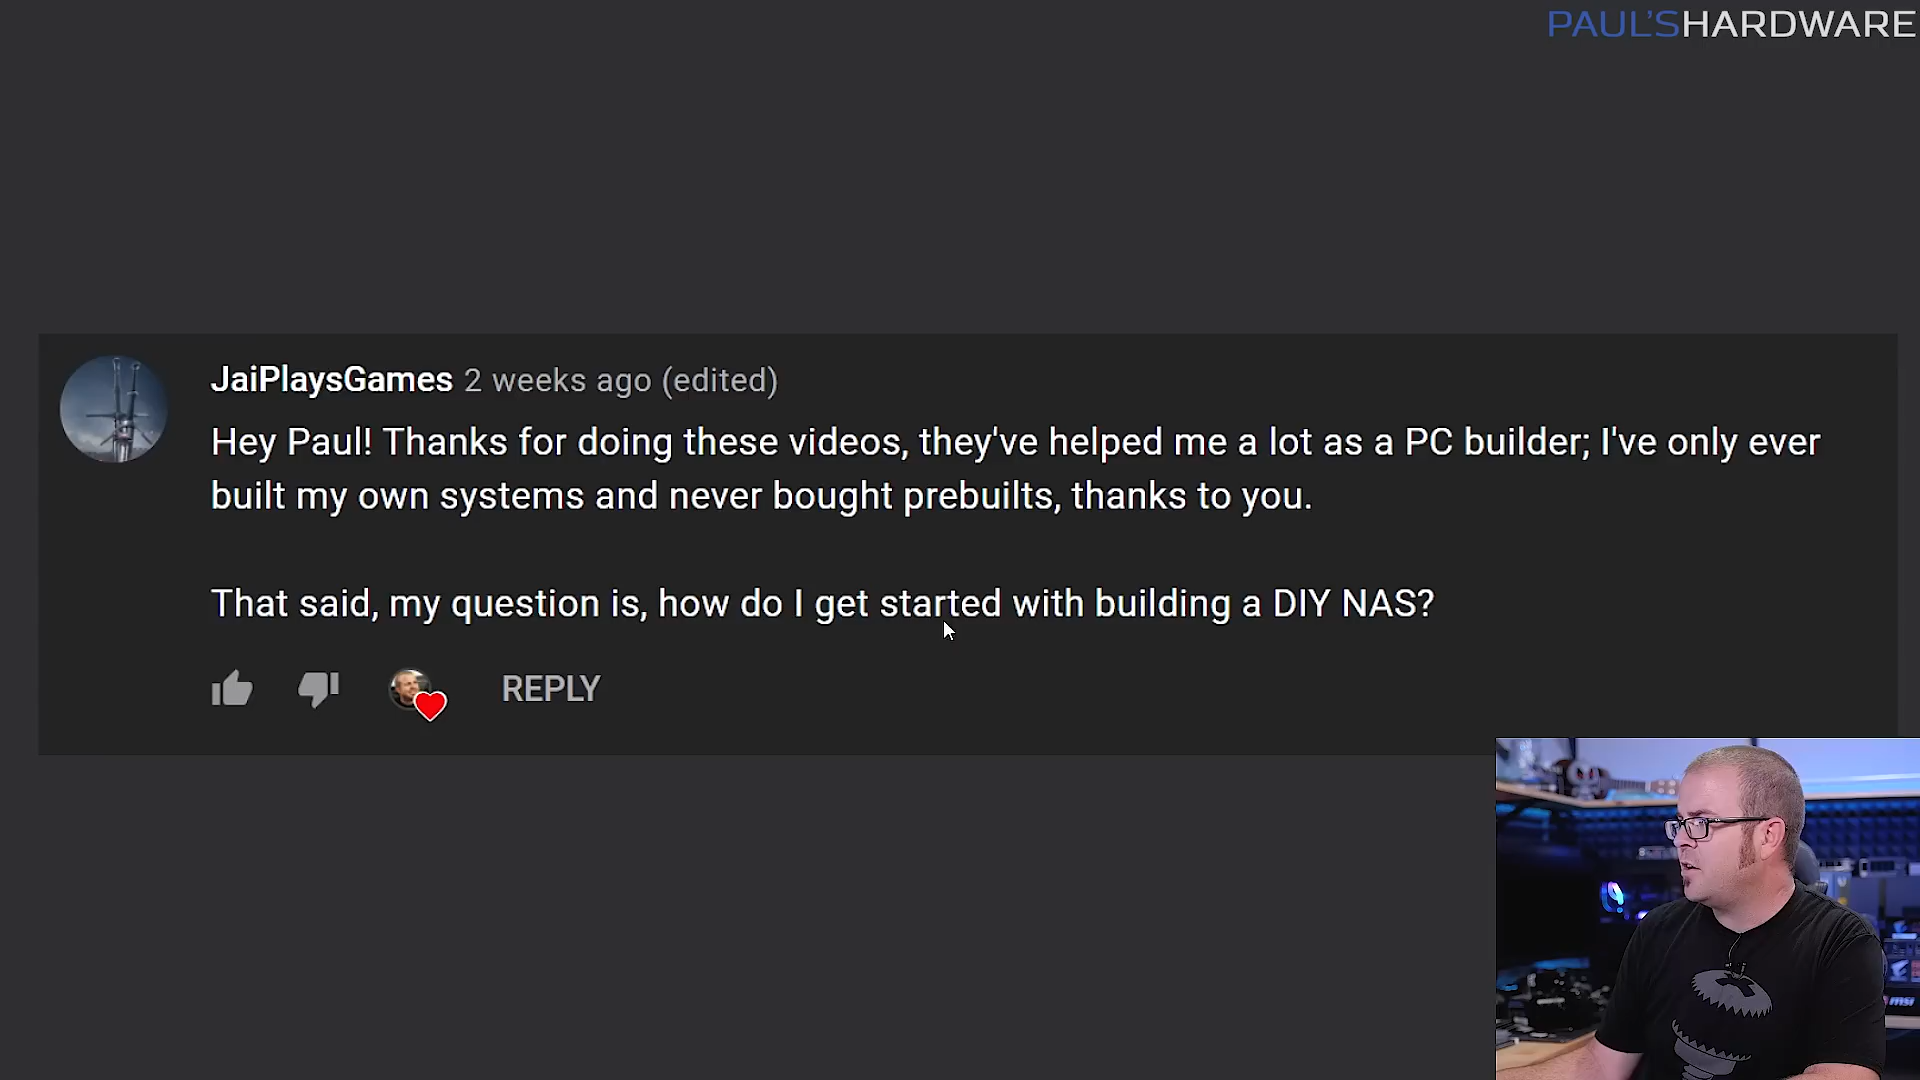 PAUL'SHARDWARE
JaiPlaysGames 2 weeks ago (edited)
Hey Paul! Thanks for doing these videos, they've helped me a lot as a PC builder; I've only ever
built my own systems and never bought prebuilts, thanks to you.
That said, my question is, how do I get started with building a DIY NAS?
REPLY
msi